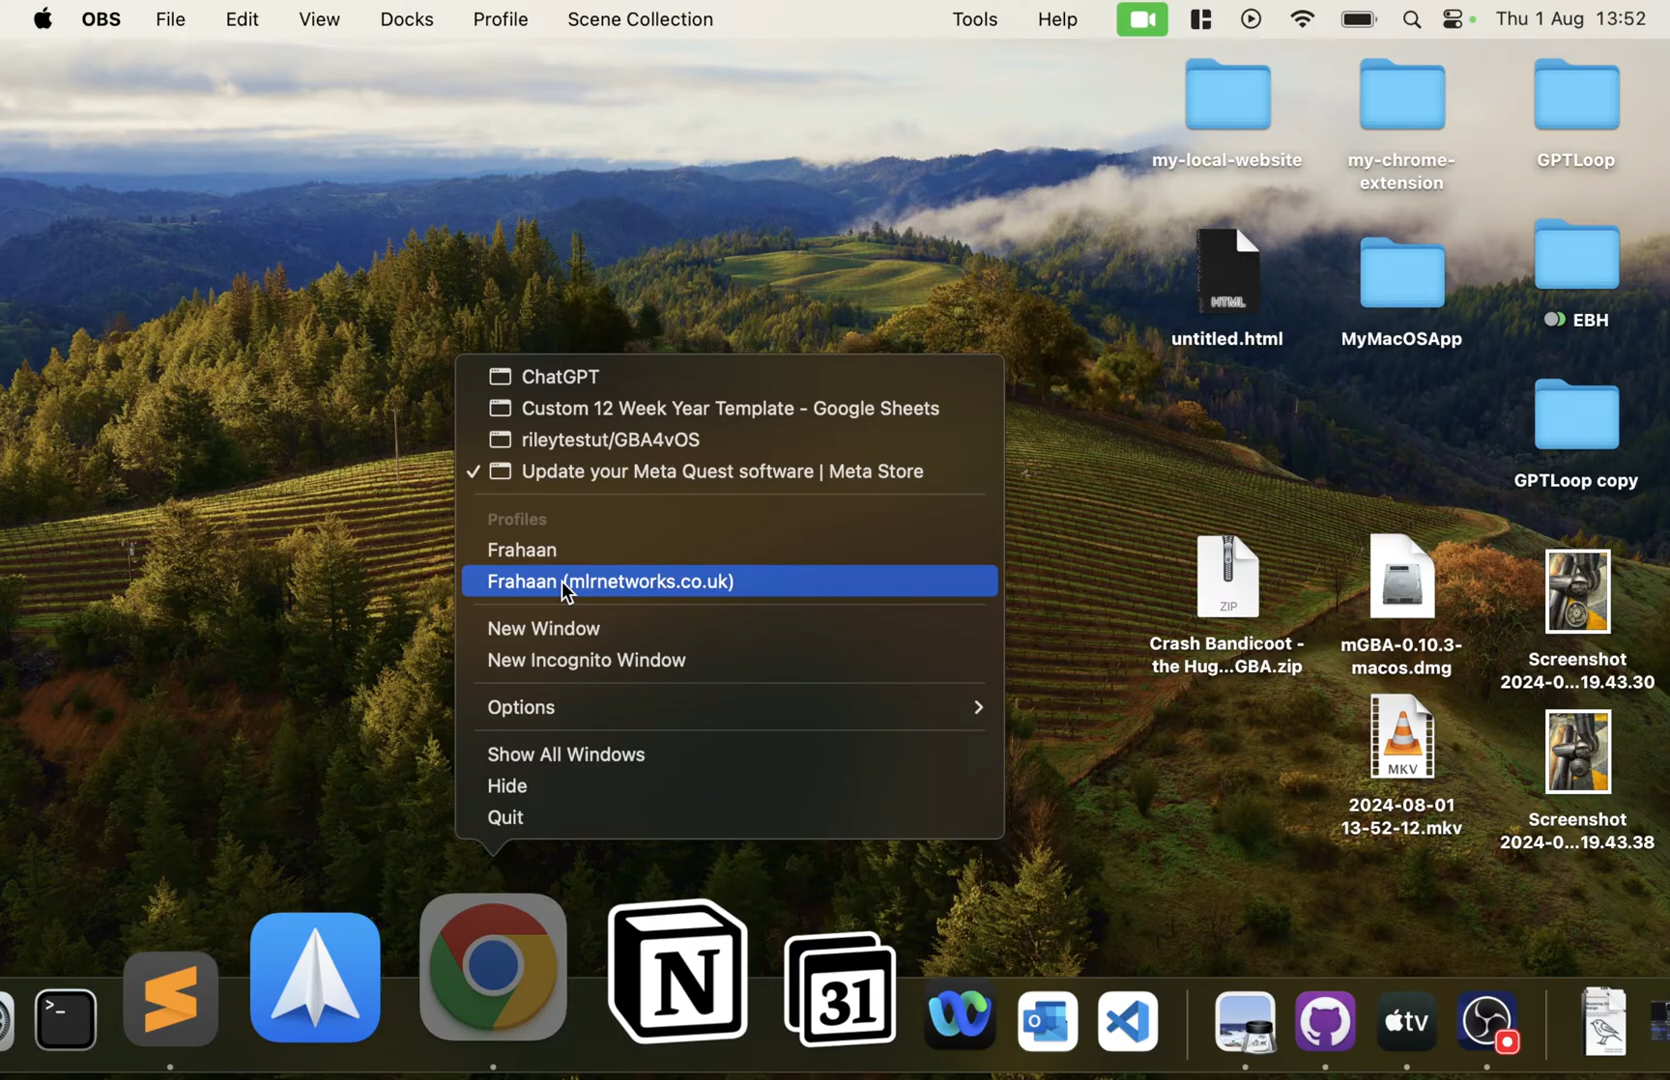 OBS File Edit View Docks Profile Scene Collection Tools Help Thu 1 Aug 13:52
my-local-website
my-chrome-
extension
GPTLoop
HTML
untitled.html
MyMacOSApp
EBH
GPTLoop copy
ChatGPT
Custom 12 Week Year Template - Google Sheets
rileytestut/GBA4vOS
Update your Meta Quest software | Meta Store
Profiles
Frahaan
Frahaan (mlrnetworks.co.uk)
New Window
New Incognito Window
Options
Show All Windows
Hide
Quit
ZIP
Crash Bandicoot -
the Hug...GBA.zip
mGBA-0.10.3-
macos.dmg
Screenshot
2024-0...19.43.30
MKV
2024-08-01
13-52-12.mkv
Screenshot
2024-0...19.43.38
>_
N
31
O
tv